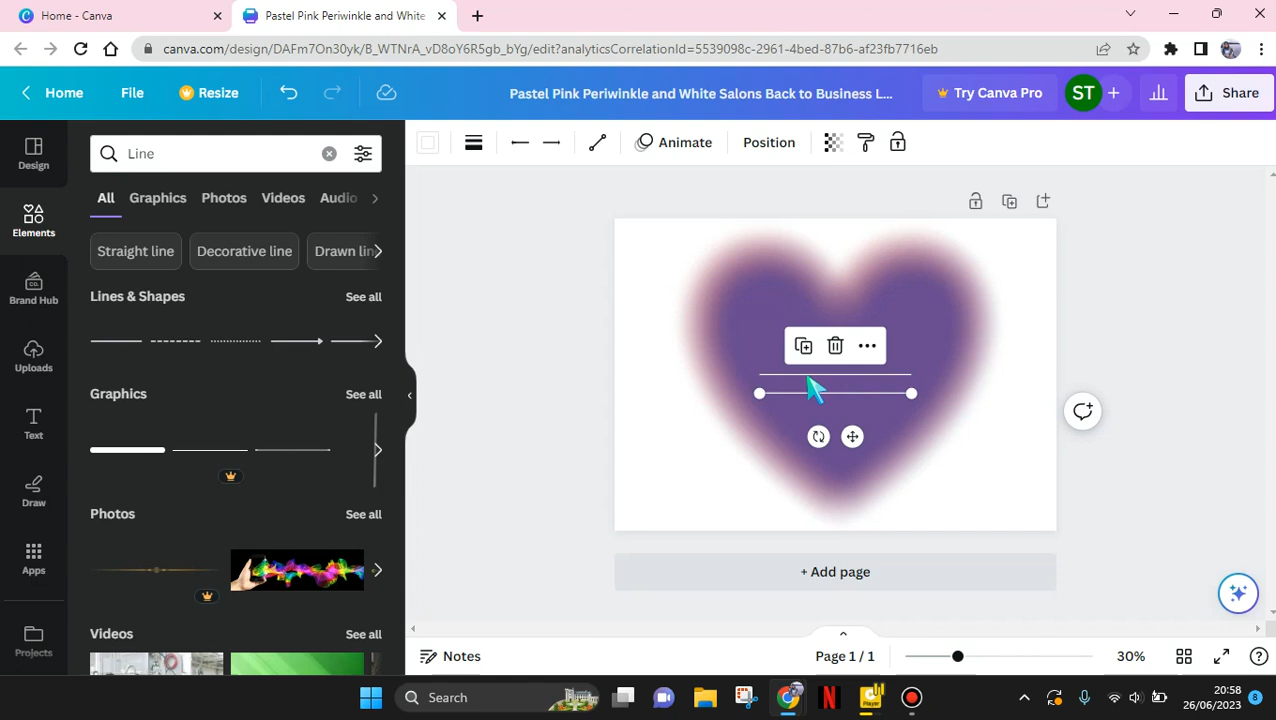 Home - Canva
Pastel Pink Periwinkle and White
canva.com/design/DAFm7On30yk/B_WTNrA_vD8oY6R5gb_bYg/edit?analyticsCorrelationId=5539098c-2961-4bed-87b6-af23fb7716eb
Home
File
Resize
Pastel Pink Periwinkle and White Salons Back to Business L...
Try Canva Pro
ST
Share
Design
Elements
Brand Hub
CO.
Uploads
Text
Draw
Apps
Projects
Line
All
Graphics
Photos
Videos
Audio
Straight line
Decorative line
Drawn lin
Lines & Shapes
See all
Graphics
See all
Photos
See all
Videos
See all
Animate
Position
+ Add page
Notes
Page 1 / 1
30%
Search
Player
20:58
26/06/2023
8